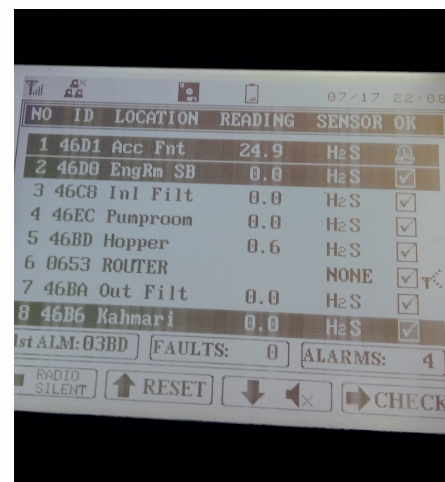 07/17 22:08
NO ID LOCATION READING SENSOR OK
1 46D1 Acc Fnt 24.9 H2S
2 46D0 EngRm SB 0.0 H2S
3 46C8 Inl Filt 0.0 H2S
4 46EC Pumproom 0.0 H2S
5 46BD Hopper 0.6 H2S
6 0653 ROUTER NONE
7 46BA Out Filt 0.0 H2S
8 46B6 Kahmari 0.0 H2S
1st ALM: 03BD FAULTS: 0 ALARMS: 4
RADIO SILENT RESET CHECK